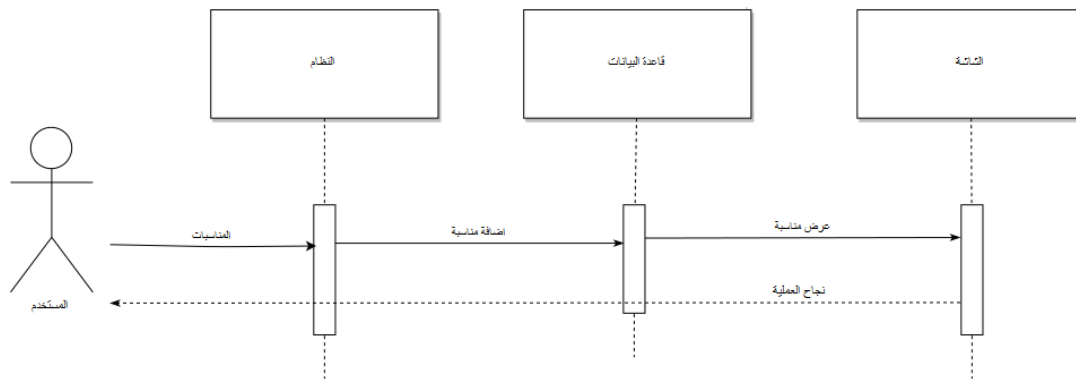 النظام
قاعدة البيانات
الشاشة
المناسبات
اضافة مناسبة
عرض مناسبة
نجاح العملية
المستخدم